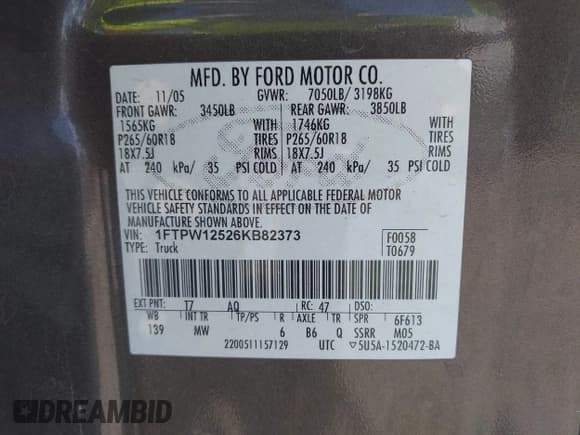 MFD. BY FORD MOTOR CO.
DATE: 11/05 GVWR: 7050LB/ 3198KG
FRONT GAWR: 3450LB REAR GAWR: 3850LB
1565KG WITH 1746KG WITH
P265/60R18 TIRES P265/60R18 TIRES
18X7.5J RIMS 18X7.5J RIMS
AT 240 kPa/ 35 PSI COLD AT 240 kPa/ 35 PSI COLD
THIS VEHICLE CONFORMS TO ALL APPLICABLE FEDERAL MOTOR
VEHICLE SAFETY STANDARDS IN EFFECT ON THE DATE OF
MANUFACTURE SHOWN ABOVE.
VIN: 1FTPW12526KB82373 F0058
TYPE: Truck T0679
EXT PNT: T7 AQ RC: 47 DSO:
WB INT TR TP/PS R AXLE TR SPR 6F613
139 MW 6 B6 Q SSRR M05
2200511157129 UTC 5U5A-1520472-BA
DREAMBID